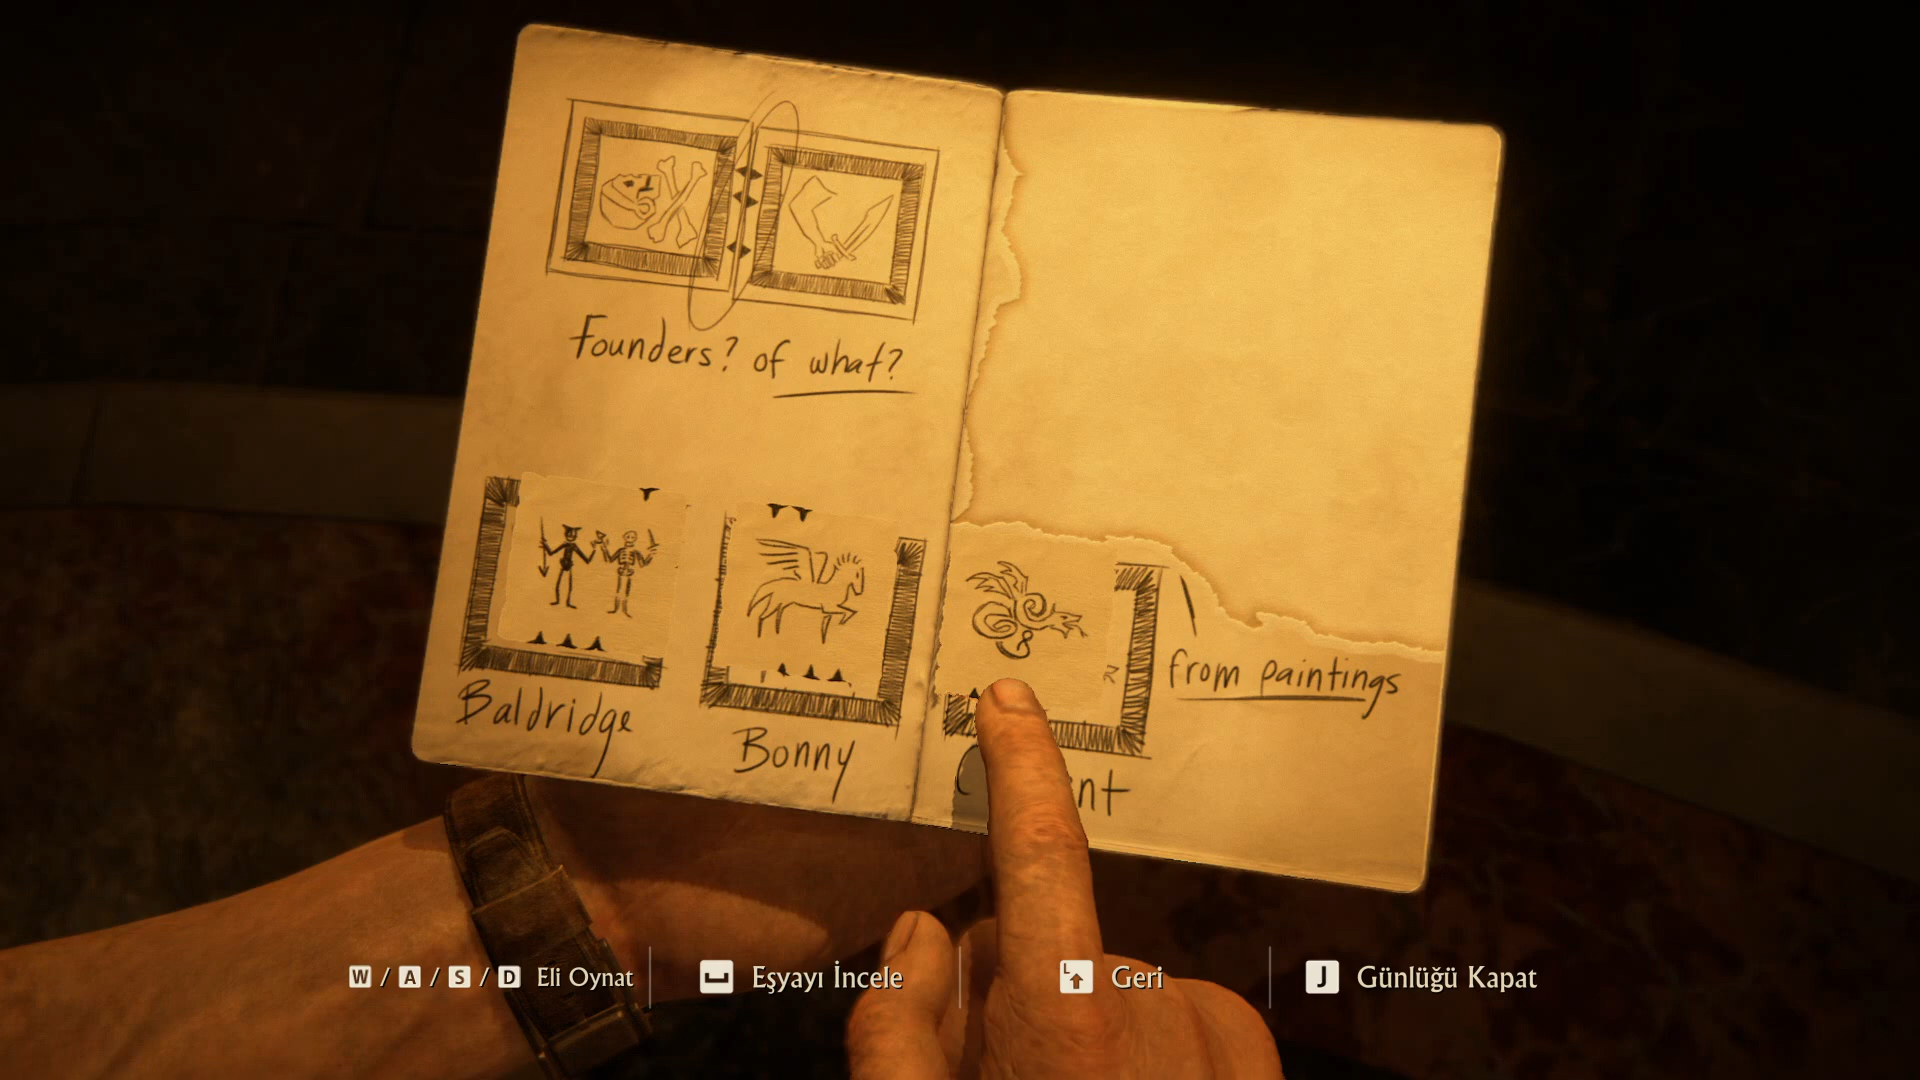 Founders? of what?
Baldridge
Bonny
from paintings
W / A / S / D Eli Oynat
Eşyayı İncele
L Geri
J Günlüğü Kapat